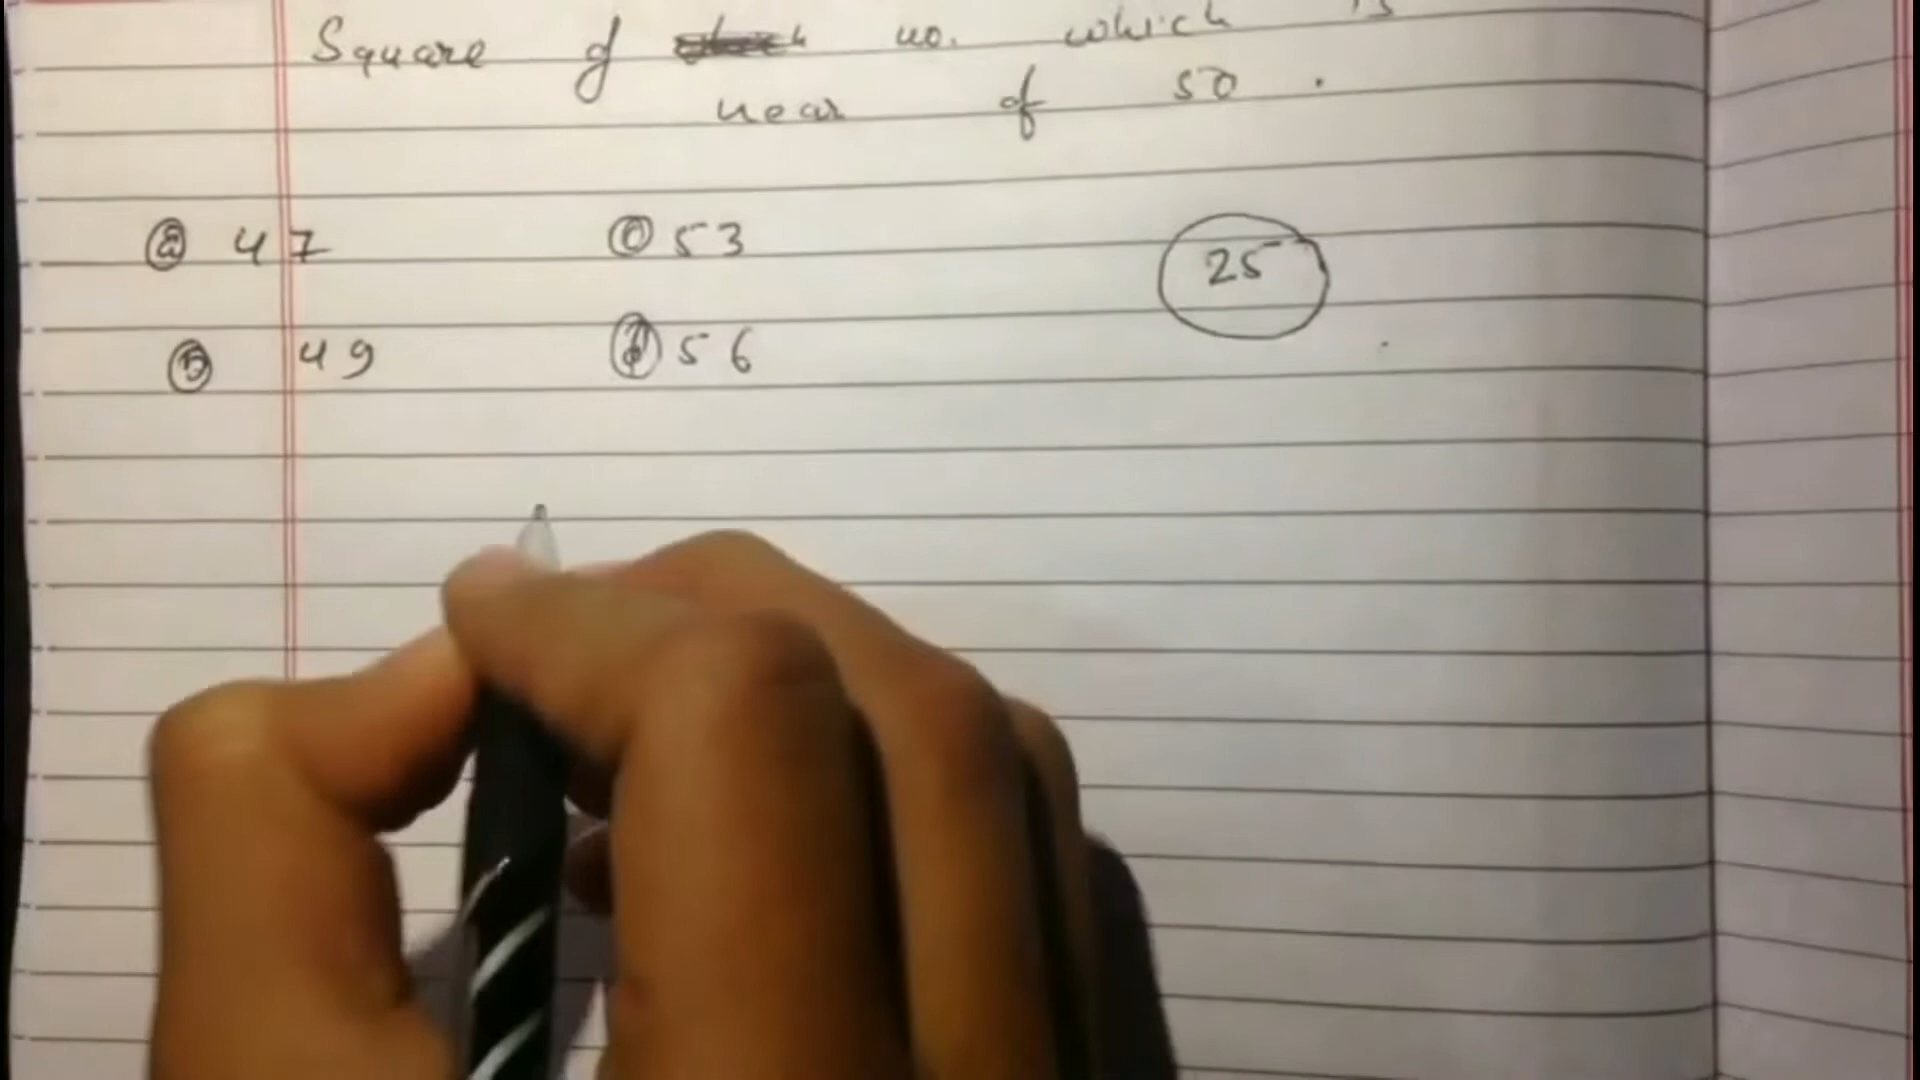 Square of no. which is
near of 50 .
(a) 47 (c) 53 25
(b) 49 (d) 56